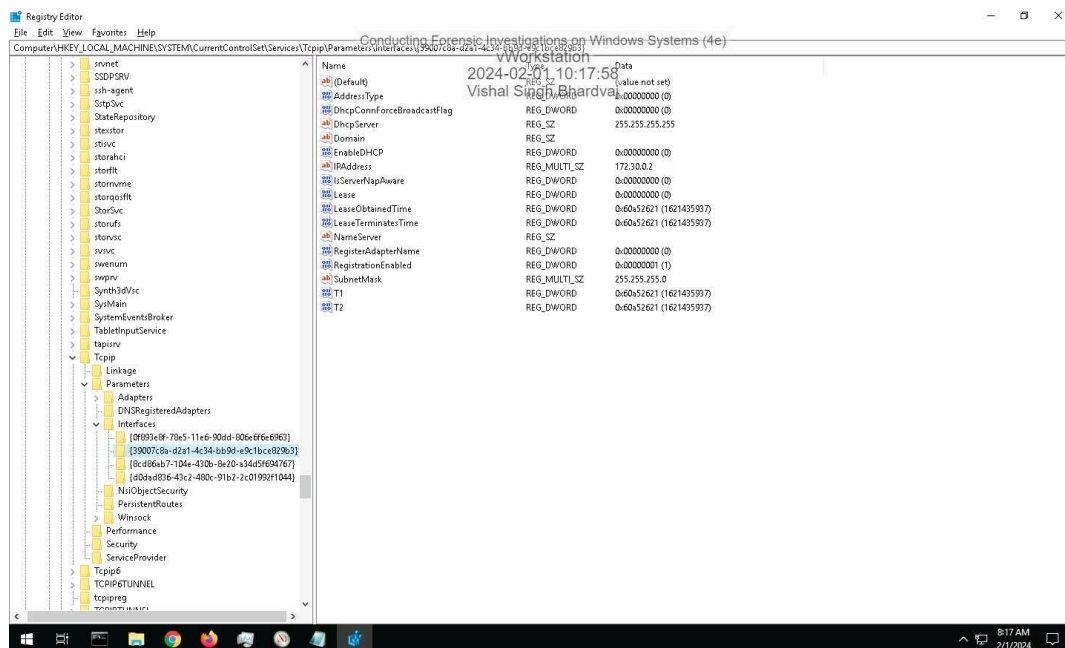 Registry Editor
File Edit View Favorites Help
Conducting Forensic Investigations on Windows Systems (4e)
Computer\HKEY_LOCAL_MACHINE\SYSTEM\CurrentControlSet\Services\Tcpip\Parameters\Interfaces\{39007c8a-d2a1-4c34-bb9d-e9c1bce829b3}
vWorkstation
2024-02-01 10:17:58
Vishal Singh Bhardvaj
srvnet
SSDPSRV
ssh-agent
SstpSvc
StateRepository
stexstor
stisvc
storahci
storflt
stornvme
storqosflt
StorSvc
storufs
storvsc
svsvc
swenum
swprv
Synth3dVsc
SysMain
SystemEventsBroker
TabletInputService
tapisrv
Tcpip
Linkage
Parameters
Adapters
DNSRegisteredAdapters
Interfaces
{0f893e8f-78e5-11e6-90dd-806e6f6e6963}
{39007c8a-d2a1-4c34-bb9d-e9c1bce829b3}
{8cd86ab7-104e-430b-8e20-a34d5f694767}
{d0dad836-43c2-480c-91b2-2c01992f1044}
NsiObjectSecurity
PersistentRoutes
Winsock
Performance
Security
ServiceProvider
Tcpip6
TCPIP6TUNNEL
tcpipreg
TCPIPTUNNEL
Name Type Data
(Default) REG_SZ (value not set)
AddressType REG_DWORD 0x00000000 (0)
DhcpConnForceBroadcastFlag REG_DWORD 0x00000000 (0)
DhcpServer REG_SZ 255.255.255.255
Domain REG_SZ
EnableDHCP REG_DWORD 0x00000000 (0)
IPAddress REG_MULTI_SZ 172.30.0.2
IsServerNapAware REG_DWORD 0x00000000 (0)
Lease REG_DWORD 0x00000000 (0)
LeaseObtainedTime REG_DWORD 0x60a52621 (1621435937)
LeaseTerminatesTime REG_DWORD 0x60a52621 (1621435937)
NameServer REG_SZ
RegisterAdapterName REG_DWORD 0x00000000 (0)
RegistrationEnabled REG_DWORD 0x00000001 (1)
SubnetMask REG_MULTI_SZ 255.255.255.0
T1 REG_DWORD 0x60a52621 (1621435937)
T2 REG_DWORD 0x60a52621 (1621435937)
8:17 AM
2/1/2024